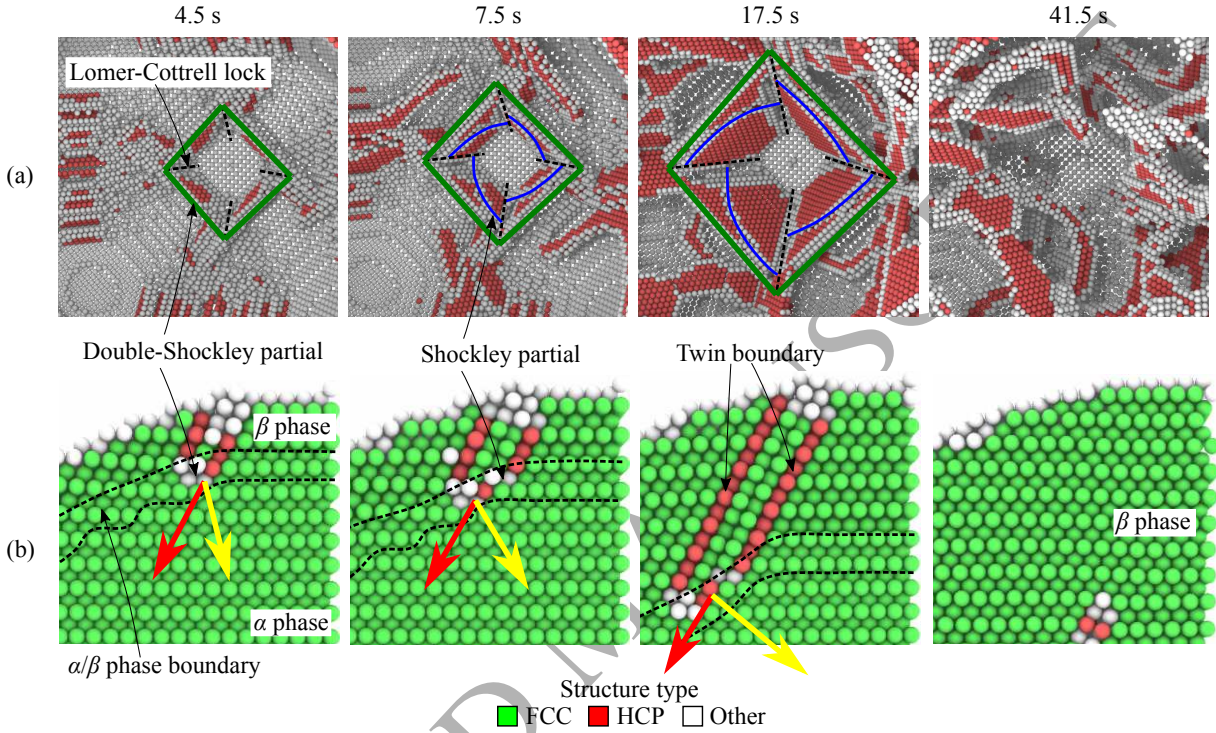 4.5 s 7.5 s 17.5 s 41.5 s
Lomer-Cottrell lock
(a)
Double-Shockley partial Shockley partial Twin boundary
β phase
β phase
(b)
α phase
α/β phase boundary
Structure type
FCC HCP Other